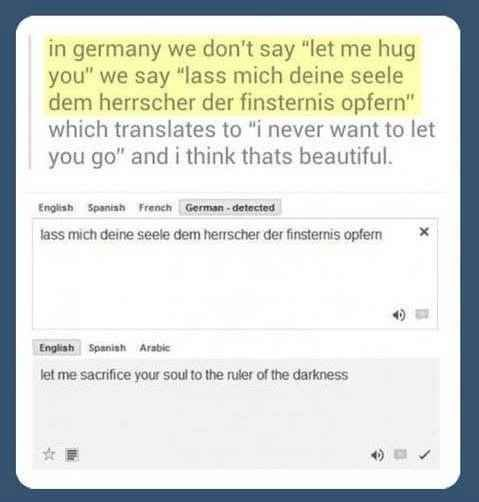 in germany we don't say “let me hug
you” we say “lass mich deine seele
dem herrscher der finsternis opfern”
which translates to “i never want to let
you go” and i think thats beautiful.
English Spanish French German - detected
lass mich deine seele dem herrscher der finsternis opfern
English Spanish Arabic
let me sacrifice your soul to the ruler of the darkness